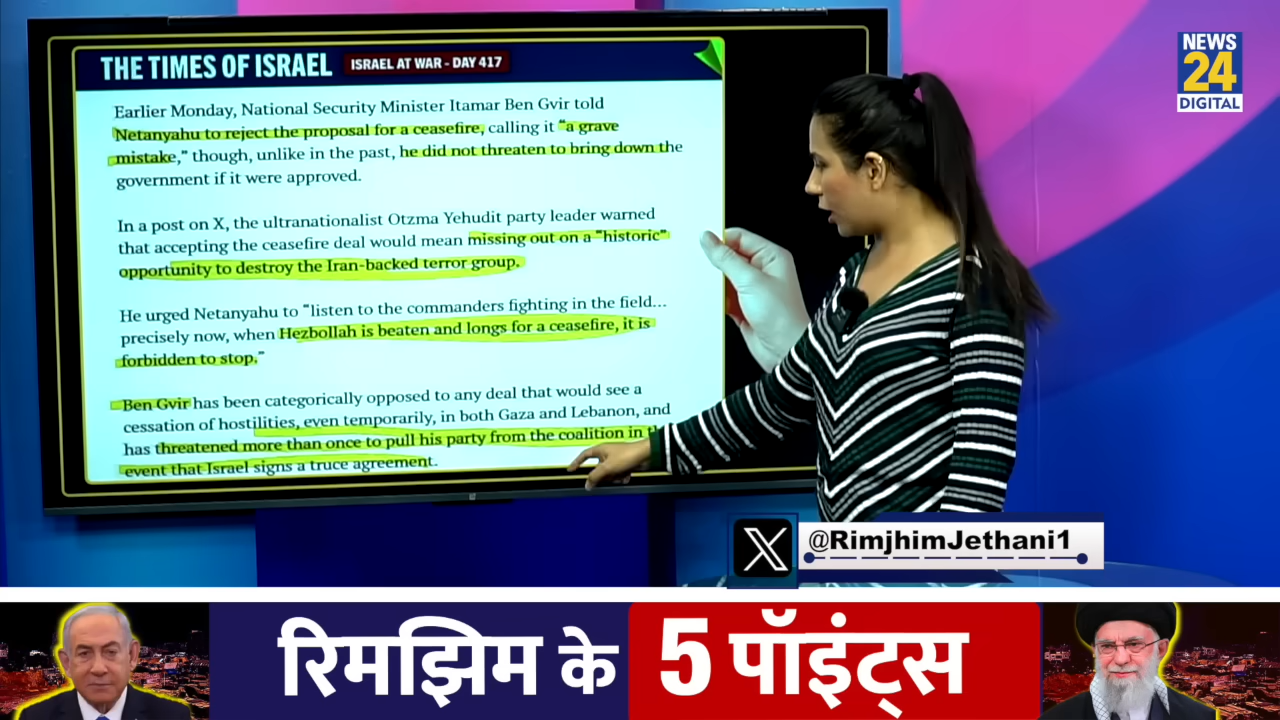 THE TIMES OF ISRAEL
ISRAEL AT WAR - DAY 417
Earlier Monday, National Security Minister Itamar Ben Gvir told
Netanyahu to reject the proposal for a ceasefire, calling it “a grave
mistake,” though, unlike in the past, he did not threaten to bring down the
government if it were approved.
In a post on X, the ultranationalist Otzma Yehudit party leader warned
that accepting the ceasefire deal would mean missing out on a “historic”
opportunity to destroy the Iran-backed terror group.
He urged Netanyahu to “listen to the commanders fighting in the field…
precisely now, when Hezbollah is beaten and longs for a ceasefire, it is
forbidden to stop.”
Ben Gvir has been categorically opposed to any deal that would see a
cessation of hostilities, even temporarily, in both Gaza and Lebanon, and
has threatened more than once to pull his party from the coalition in
event that Israel signs a truce agreement.
NEWS
24
DIGITAL
@RimjhimJethani1
रिमझिम के 5 पॉइंट्स